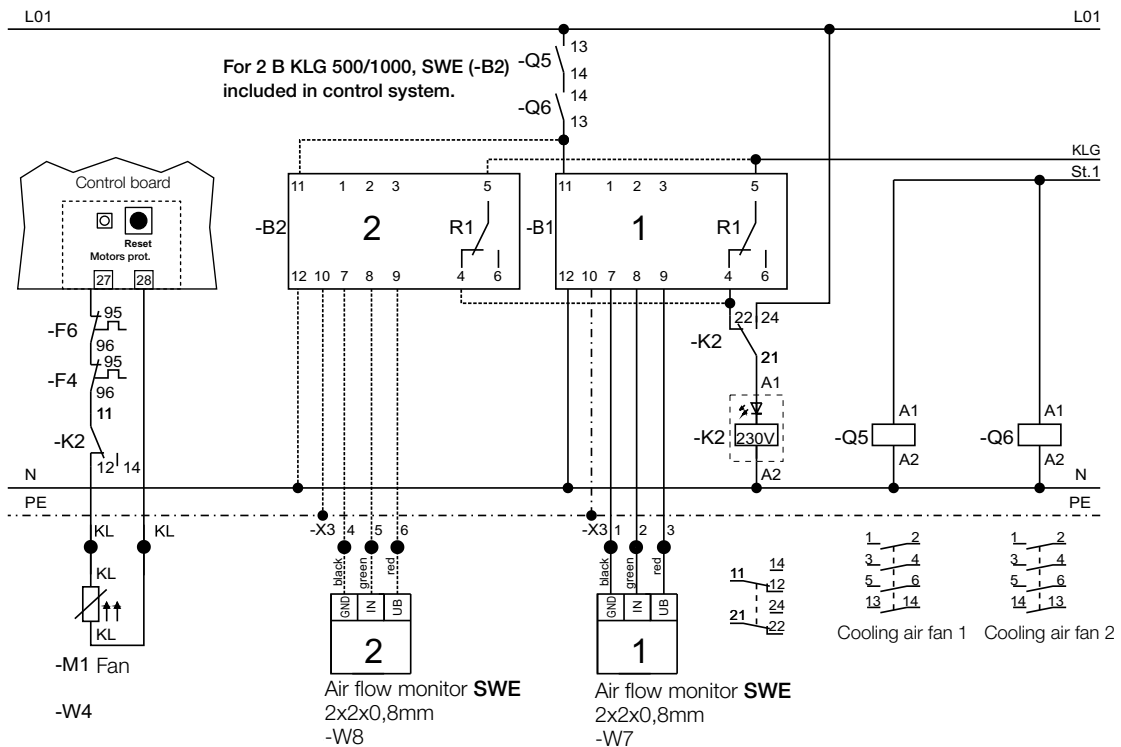 L01 L01
13
-Q5
14
14
-Q6
13
For 2 B KLG 500/1000, SWE (-B2)
included in control system.
KLG
St.1
Control board
Reset
Motors prot.
27 28
11 1 2 3 5
-B2 2 R1
12 10 7 8 9 4 6
11 1 2 3 5
-B1 1 R1
12 10 7 8 9 4 6
95
-F6
96
95
-F4
96
11
-K2
12 14
22 24
-K2
21
A1
-K2 230V
A2
A1
-Q5
A2
A1
-Q6
A2
N N
PE PE
KL KL
KL
KL
-M1 Fan
-W4
-X3 4 5 6
black green red
GND IN UB
2
Air flow monitor SWE
2x2x0,8mm
-W8
-X3 1 2 3
black green red
GND IN UB
1
Air flow monitor SWE
2x2x0,8mm
-W7
14
11 12
24
21 22
1 2
3 4
5 6
13 14
Cooling air fan 1
1 2
3 4
5 6
14 13
Cooling air fan 2